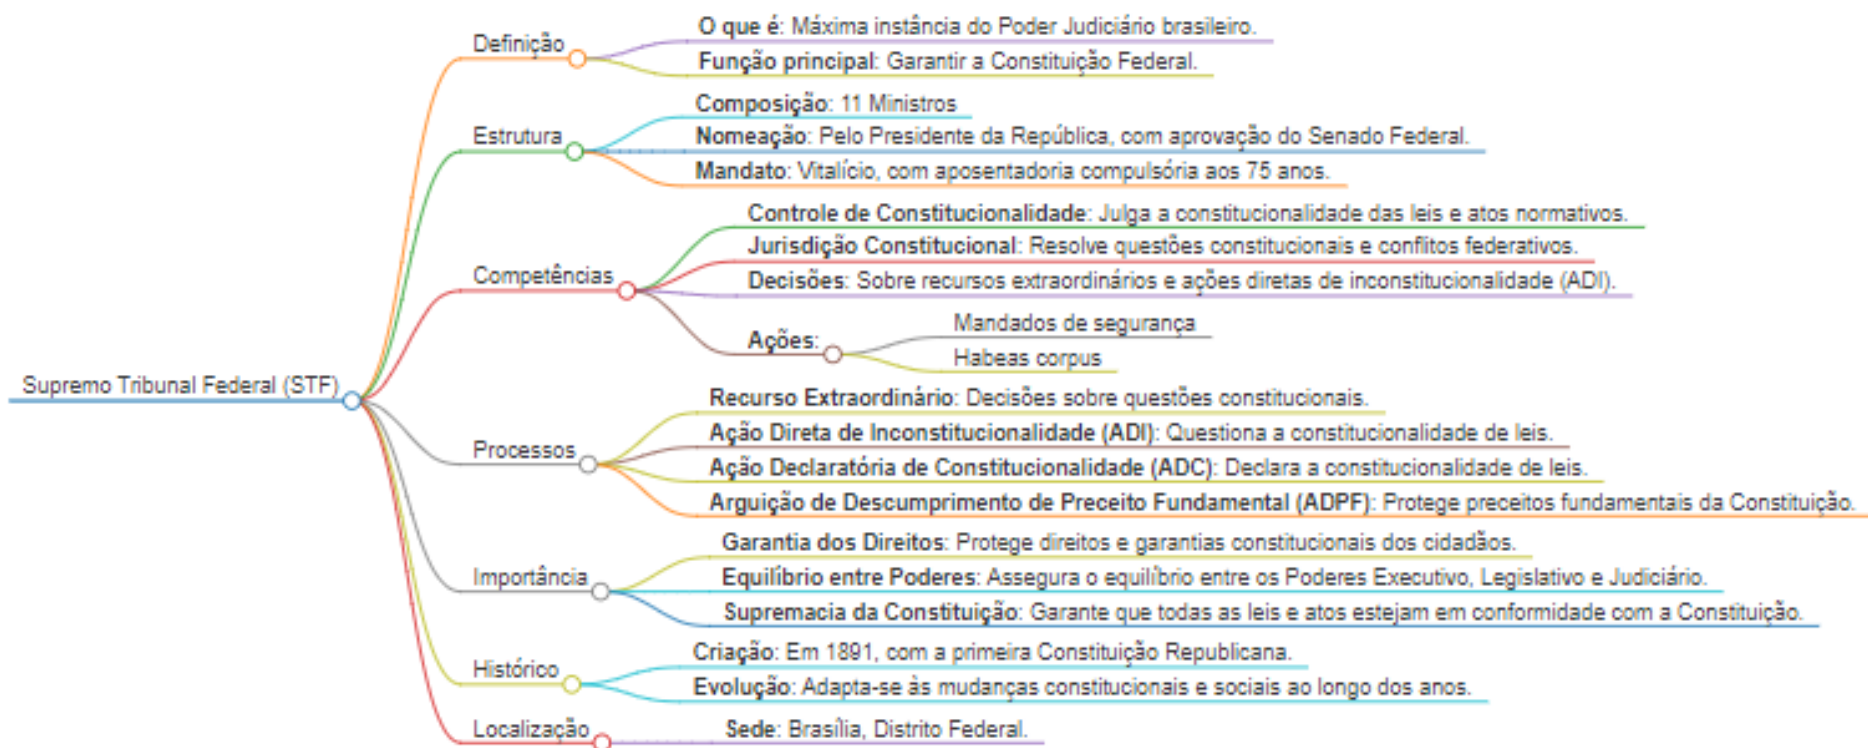 Supremo Tribunal Federal (STF)
Definição
O que é: Máxima instância do Poder Judiciário brasileiro.
Função principal: Garantir a Constituição Federal.
Estrutura
Composição: 11 Ministros
Nomeação: Pelo Presidente da República, com aprovação do Senado Federal.
Mandato: Vitalício, com aposentadoria compulsória aos 75 anos.
Competências
Controle de Constitucionalidade: Julga a constitucionalidade das leis e atos normativos.
Jurisdição Constitucional: Resolve questões constitucionais e conflitos federativos.
Decisões: Sobre recursos extraordinários e ações diretas de inconstitucionalidade (ADI).
Ações:
Mandados de segurança
Habeas corpus
Processos
Recurso Extraordinário: Decisões sobre questões constitucionais.
Ação Direta de Inconstitucionalidade (ADI): Questiona a constitucionalidade de leis.
Ação Declaratória de Constitucionalidade (ADC): Declara a constitucionalidade de leis.
Arguição de Descumprimento de Preceito Fundamental (ADPF): Protege preceitos fundamentais da Constituição.
Importância
Garantia dos Direitos: Protege direitos e garantias constitucionais dos cidadãos.
Equilíbrio entre Poderes: Assegura o equilíbrio entre os Poderes Executivo, Legislativo e Judiciário.
Supremacia da Constituição: Garante que todas as leis e atos estejam em conformidade com a Constituição.
Histórico
Criação: Em 1891, com a primeira Constituição Republicana.
Evolução: Adapta-se às mudanças constitucionais e sociais ao longo dos anos.
Localização
Sede: Brasília, Distrito Federal.